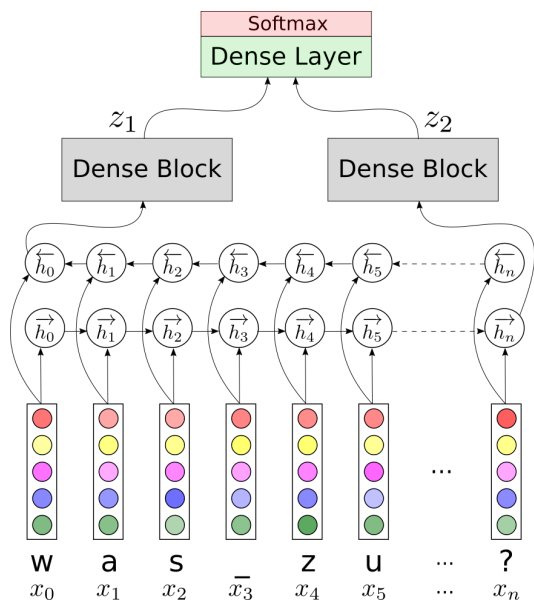 Softmax
Dense Layer
z₁ z₂
Dense Block Dense Block
←h₀ ←h₁ ←h₂ ←h₃ ←h₄ ←h₅ ←hₙ
→h₀ →h₁ →h₂ →h₃ →h₄ →h₅ →hₙ
...
w a s _ z u ... ?
x₀ x₁ x₂ x₃ x₄ x₅ ... xₙ